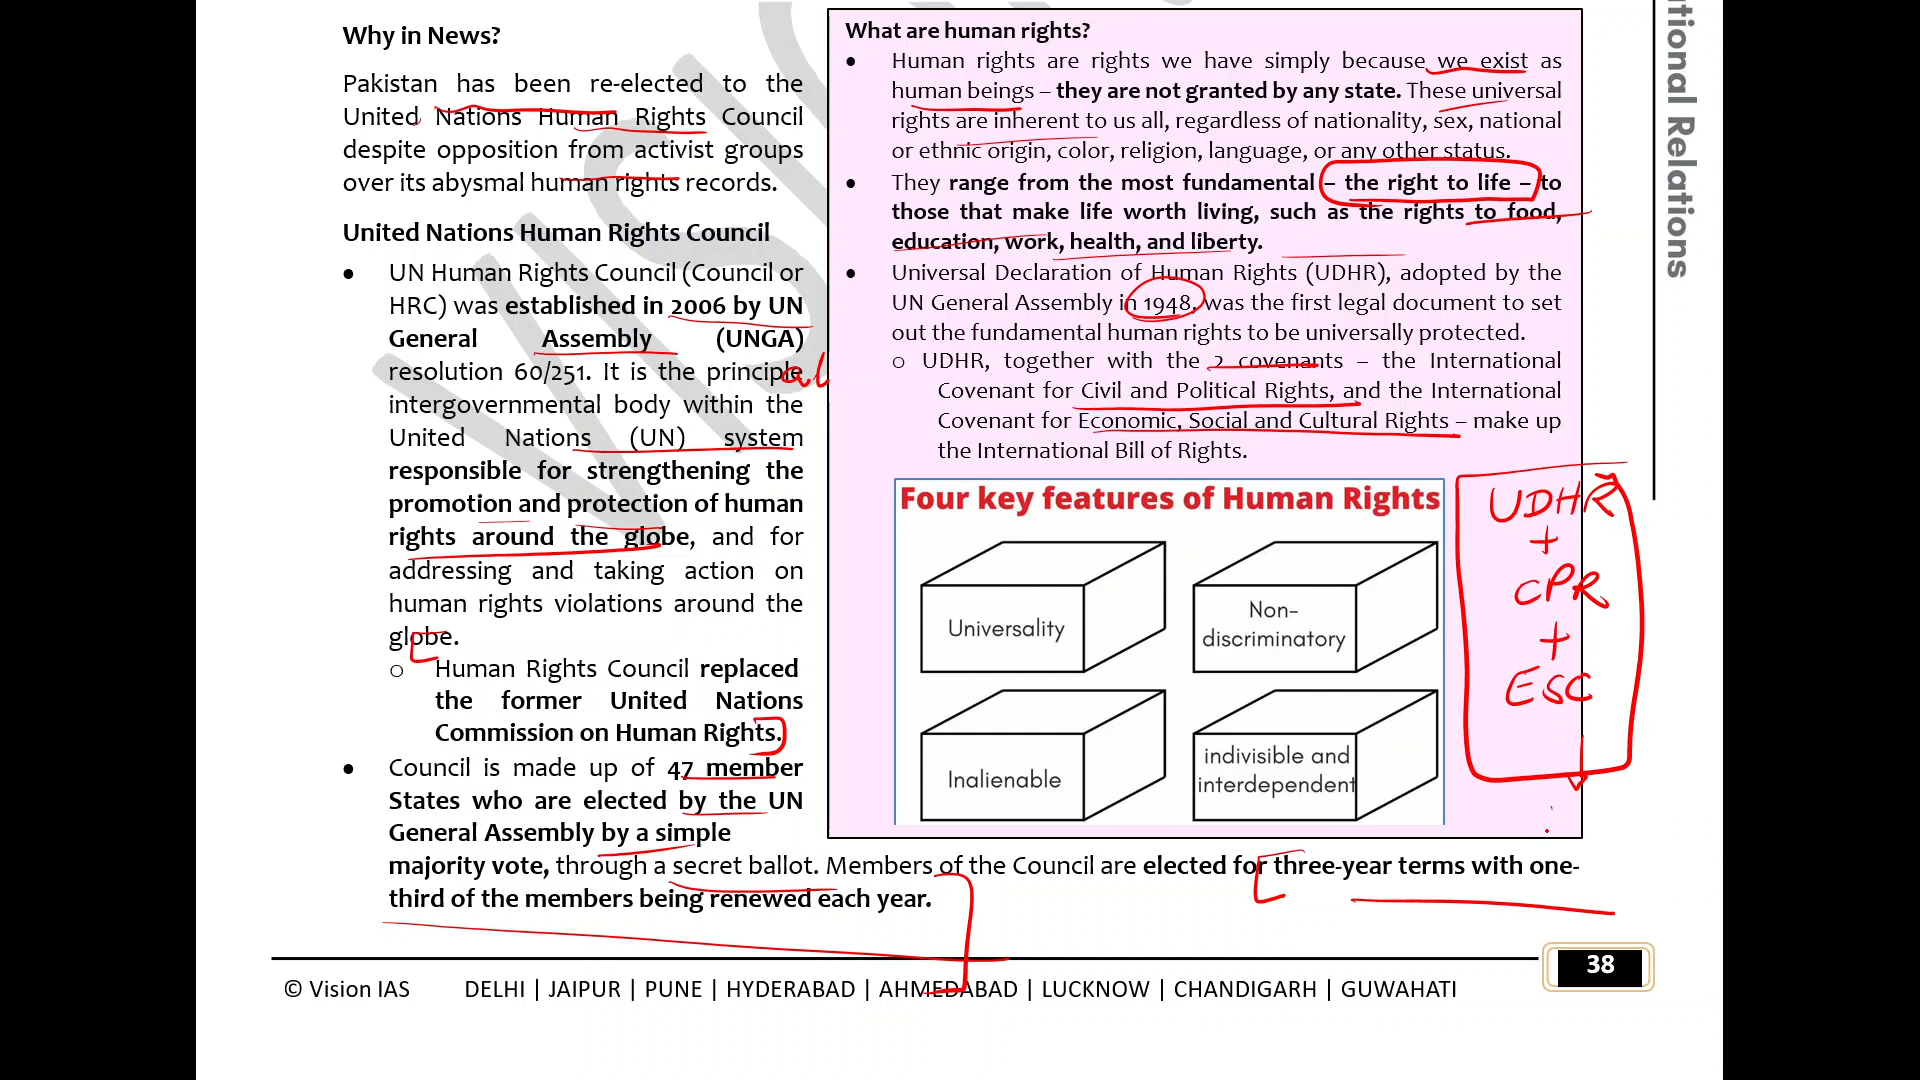 Why in News?
Pakistan has been re-elected to the
United Nations Human Rights Council
despite opposition from activist groups
over its abysmal human rights records.
United Nations Human Rights Council
• UN Human Rights Council (Council or
HRC) was established in 2006 by UN
General Assembly (UNGA)
resolution 60/251. It is the principle
al
intergovernmental body within the
United Nations (UN) system
responsible for strengthening the
promotion and protection of human
rights around the globe, and for
addressing and taking action on
human rights violations around the
globe.
o Human Rights Council replaced
the former United Nations
Commission on Human Rights.
• Council is made up of 47 member
States who are elected by the UN
General Assembly by a simple
majority vote, through a secret ballot. Members of the Council are elected for three-year terms with one-
third of the members being renewed each year.
What are human rights?
• Human rights are rights we have simply because we exist as
human beings – they are not granted by any state. These universal
rights are inherent to us all, regardless of nationality, sex, national
or ethnic origin, color, religion, language, or any other status.
• They range from the most fundamental – the right to life – to
those that make life worth living, such as the rights to food,
education, work, health, and liberty.
• Universal Declaration of Human Rights (UDHR), adopted by the
UN General Assembly in 1948, was the first legal document to set
out the fundamental human rights to be universally protected.
o UDHR, together with the 2 covenants – the International
Covenant for Civil and Political Rights, and the International
Covenant for Economic, Social and Cultural Rights – make up
the International Bill of Rights.
Four key features of Human Rights
Universality
Non-
discriminatory
Inalienable
indivisible and
interdependent
UDHR
+
CPR
+
ESC
tional Relations
VISI
38
© Vision IAS
DELHI | JAIPUR | PUNE | HYDERABAD | AHMEDABAD | LUCKNOW | CHANDIGARH | GUWAHATI